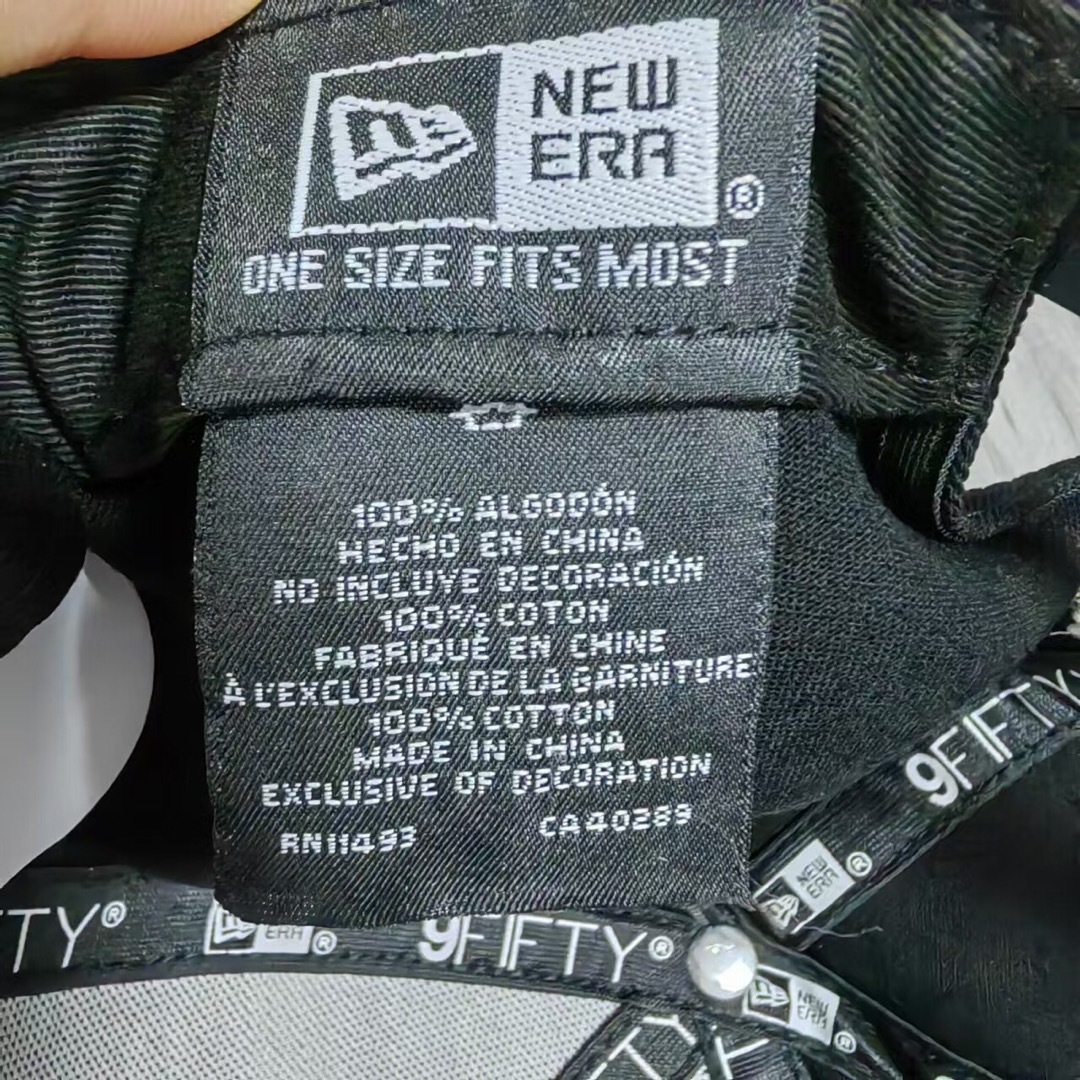 NEW
ERA
®
ONE SIZE FITS MOST
100% ALGODÓN
HECHO EN CHINA
NO INCLUYE DECORACIÓN
100% COTON
FABRIQUÉ EN CHINE
À L'EXCLUSION DE LA GARNITURE
100% COTTON
MADE IN CHINA
EXCLUSIVE OF DECORATION
RN11493 CA40289
9FIFTY
NEW
ERA ®
FIFTY®
ERA ®
9FIFTY®
NEW
ERA ®